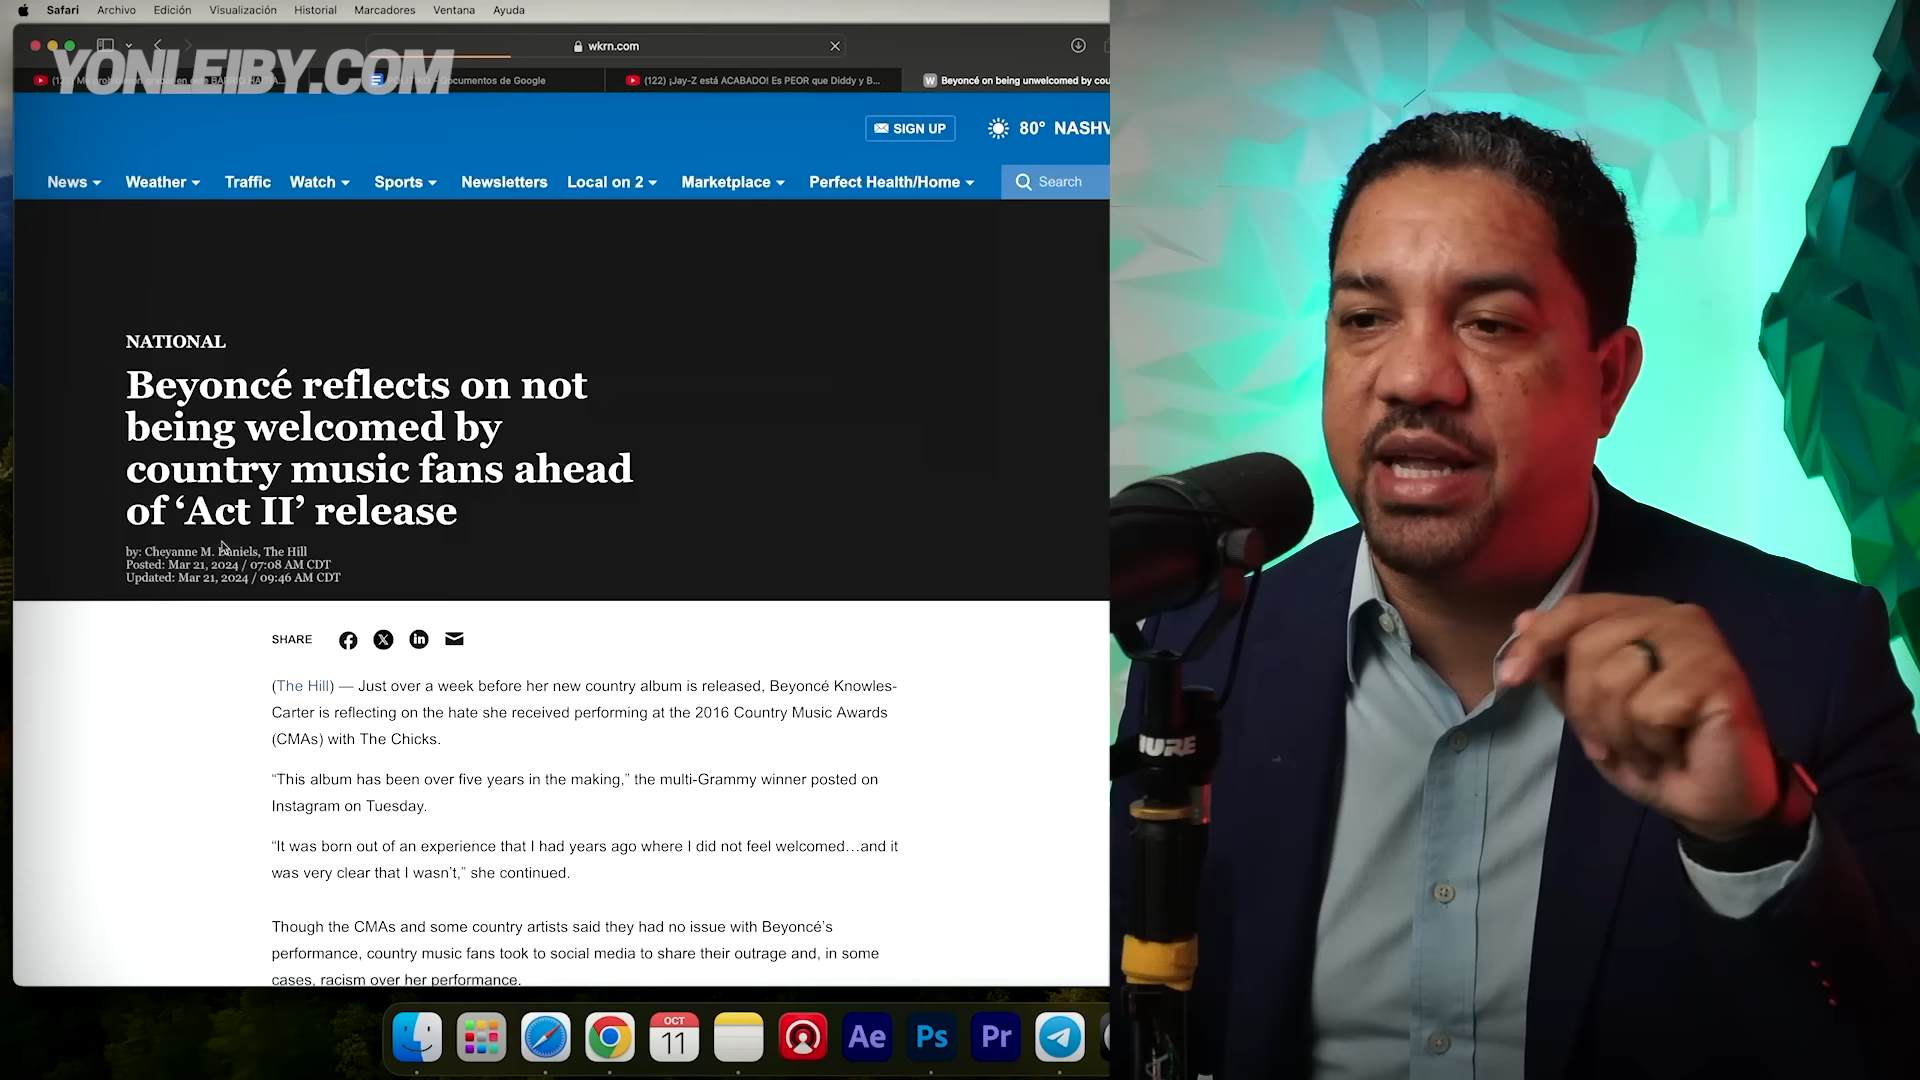 Safari Archivo Edición Visualización Historial Marcadores Ventana Ayuda
YONLEIBY.COM
wkrn.com
Documentos de Google
(122) ¡Jay-Z está ACABADO! Es PEOR que Diddy y B...
W Beyoncé on being unwelcomed by cou
SIGN UP
80° NASHV
News Weather Traffic Watch Sports Newsletters Local on 2 Marketplace Perfect Health/Home Search
NATIONAL
Beyoncé reflects on not
being welcomed by
country music fans ahead
of ‘Act II’ release
by: Cheyanne M. Daniels, The Hill
Posted: Mar 21, 2024 / 07:08 AM CDT
Updated: Mar 21, 2024 / 09:46 AM CDT
SHARE
(The Hill) — Just over a week before her new country album is released, Beyoncé Knowles-
Carter is reflecting on the hate she received performing at the 2016 Country Music Awards
(CMAs) with The Chicks.
“This album has been over five years in the making,” the multi-Grammy winner posted on
Instagram on Tuesday.
“It was born out of an experience that I had years ago where I did not feel welcomed…and it
was very clear that I wasn’t,” she continued.
Though the CMAs and some country artists said they had no issue with Beyoncé’s
performance, country music fans took to social media to share their outrage and, in some
cases, racism over her performance.
OCT
11
Ae
Ps
Pr
URE